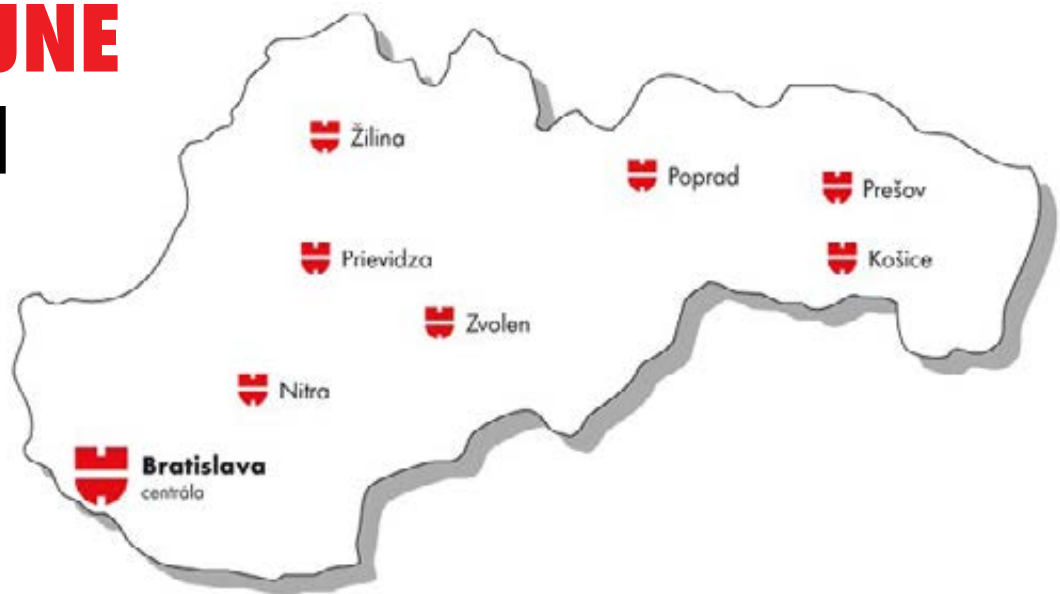 UNE
Žilina
Poprad
Prešov
Prievidza
Košice
Zvolen
Nitra
Bratislava
centrála